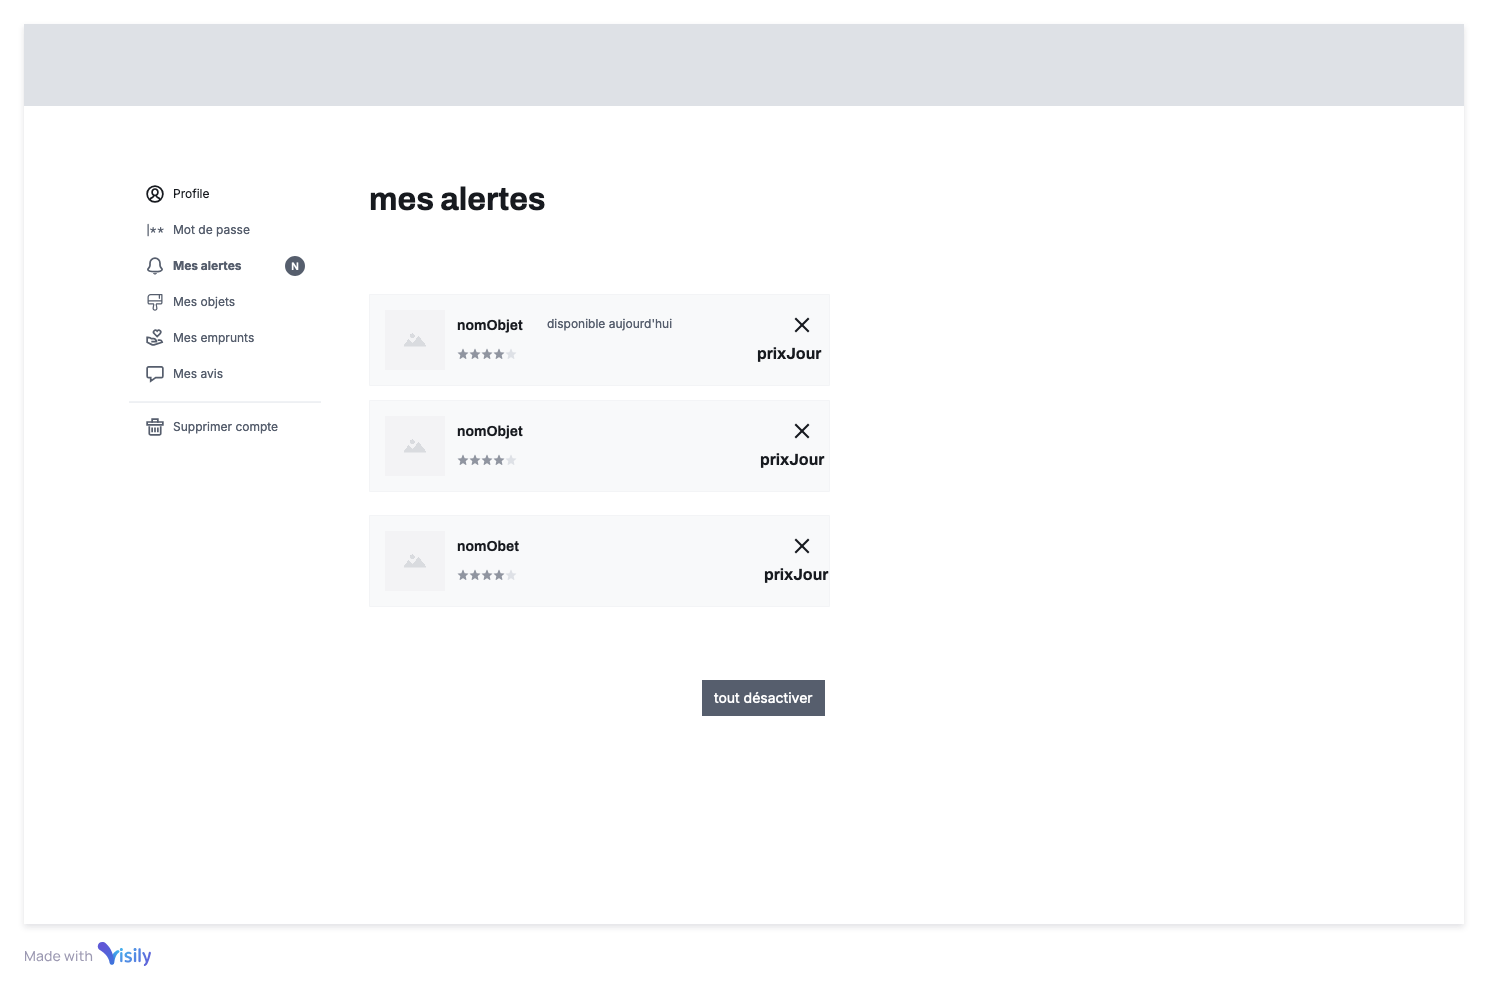 Profile
Mot de passe
Mes alertes
N
Mes objets
Mes emprunts
Mes avis
Supprimer compte
mes alertes
nomObjet disponible aujourd'hui
prixJour
nomObjet
prixJour
nomObet
prixJour
tout désactiver
Made with Visily